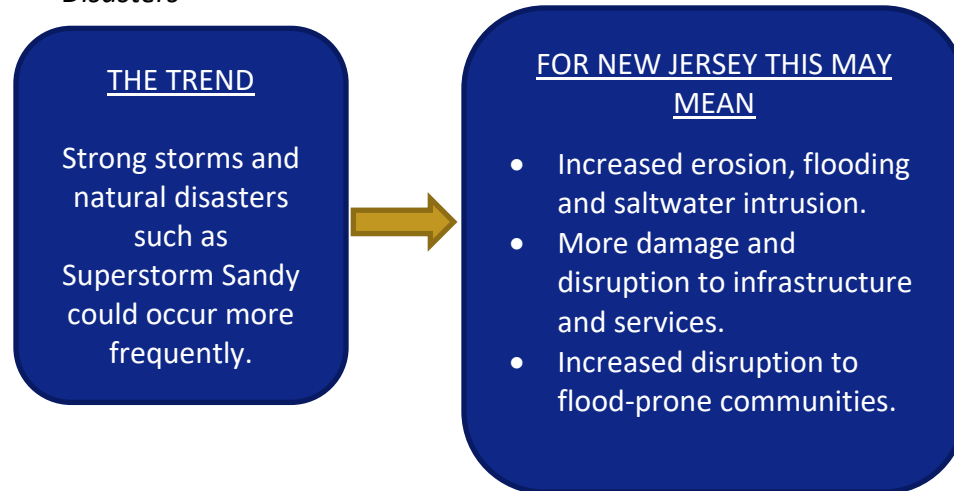 Disasters
THE TREND
Strong storms and
natural disasters
such as
Superstorm Sandy
could occur more
frequently.
FOR NEW JERSEY THIS MAY
MEAN
• Increased erosion, flooding
and saltwater intrusion.
• More damage and
disruption to infrastructure
and services.
• Increased disruption to
flood-prone communities.